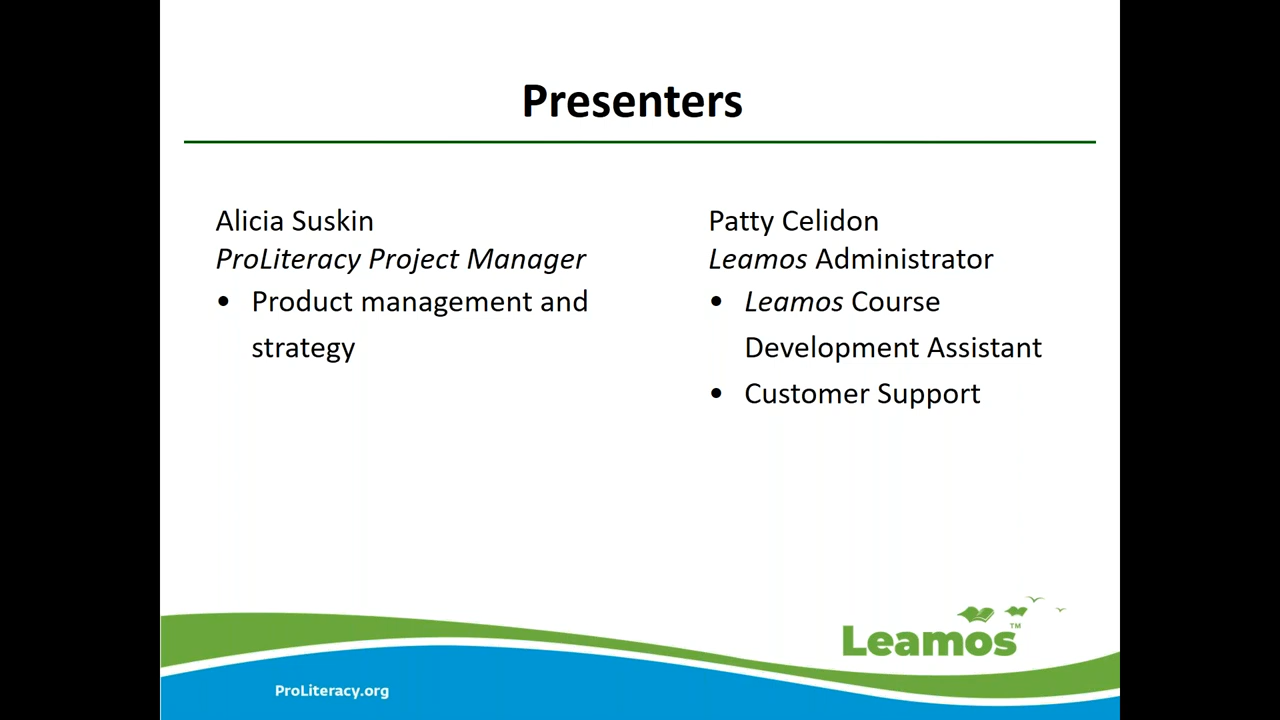 Presenters
Alicia Suskin
ProLiteracy Project Manager
• Product management and
strategy
Patty Celidon
Leamos Administrator
• Leamos Course
Development Assistant
• Customer Support
Leamos™
ProLiteracy.org